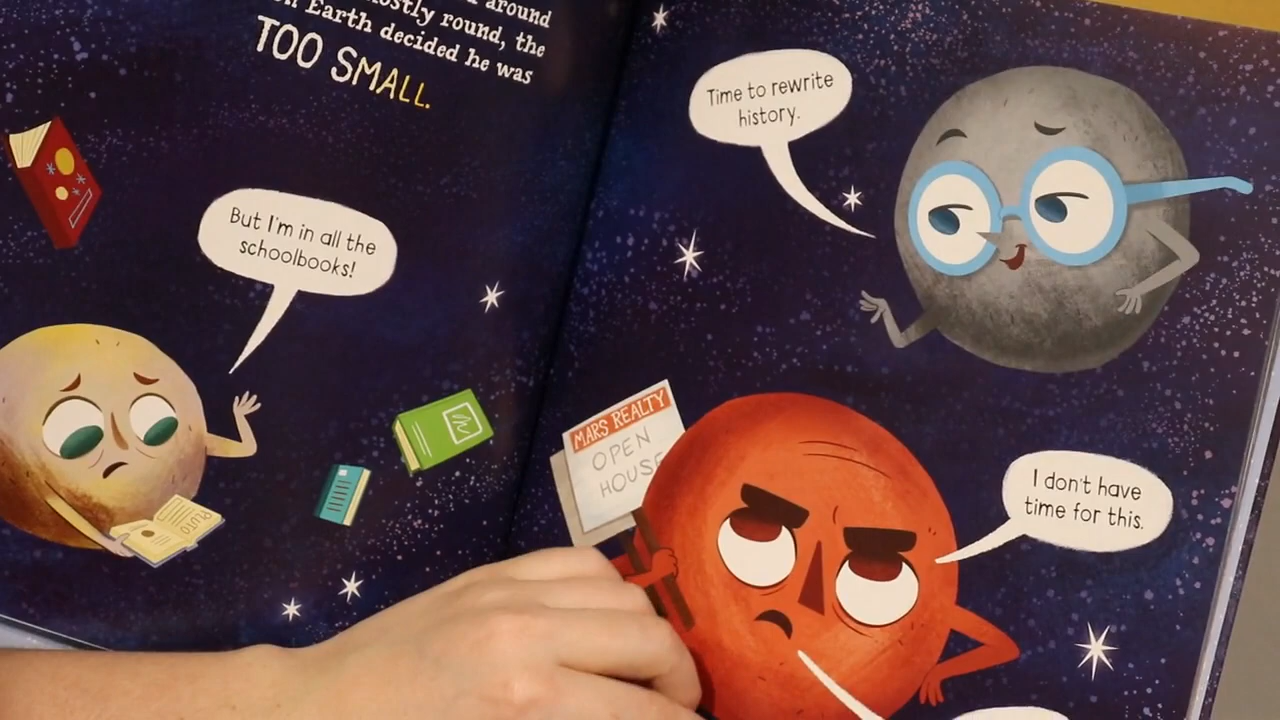 around
mostly round, the
Earth decided he was
TOO SMALL.
But I'm in all the
schoolbooks!
PLUTO
Time to rewrite
history.
MARS REALTY
OPEN
HOUSE
I don't have
time for this.